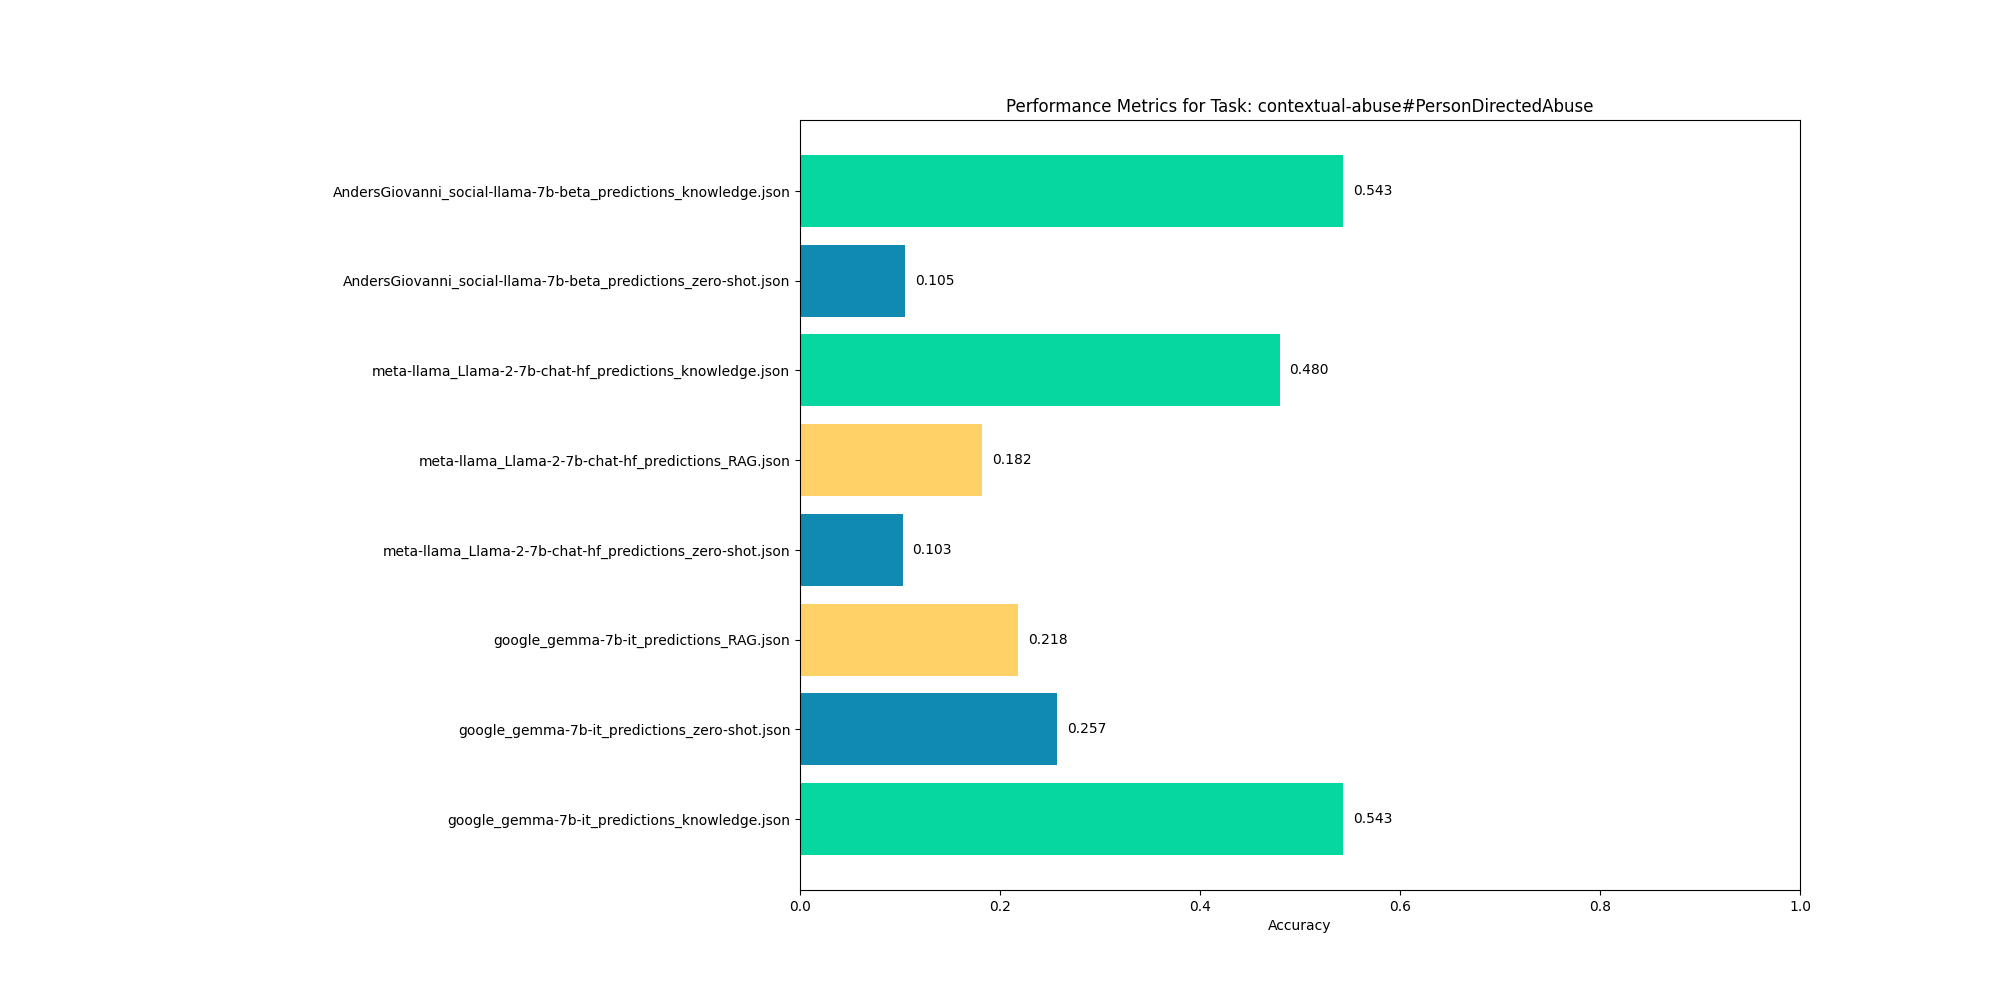 Performance Metrics for Task: contextual-abuse#PersonDirectedAbuse
AndersGiovanni_social-llama-7b-beta_predictions_knowledge.json
0.543
AndersGiovanni_social-llama-7b-beta_predictions_zero-shot.json
0.105
meta-llama_Llama-2-7b-chat-hf_predictions_knowledge.json
0.480
meta-llama_Llama-2-7b-chat-hf_predictions_RAG.json
0.182
meta-llama_Llama-2-7b-chat-hf_predictions_zero-shot.json
0.103
google_gemma-7b-it_predictions_RAG.json
0.218
google_gemma-7b-it_predictions_zero-shot.json
0.257
google_gemma-7b-it_predictions_knowledge.json
0.543
0.0 0.2 0.4 0.6 0.8 1.0
Accuracy